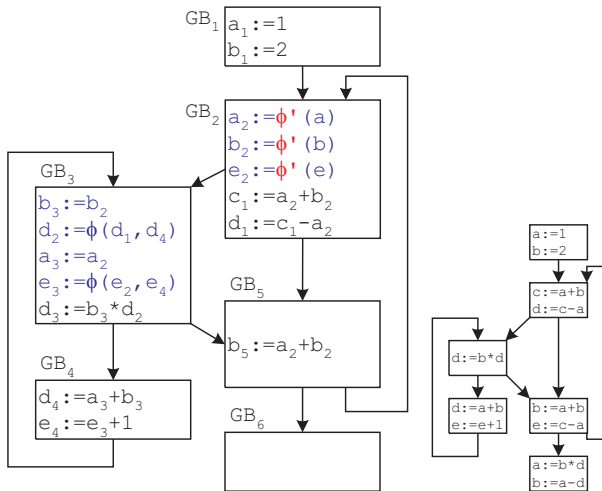 GB₁
a₁:=1
b₁:=2
GB₂
a₂:=ϕ'(a)
b₂:=ϕ'(b)
e₂:=ϕ'(e)
c₁:=a₂+b₂
d₁:=c₁-a₂
GB₃
b₃:=b₂
d₂:=ϕ(d₁,d₄)
a₃:=a₂
e₃:=ϕ(e₂,e₄)
d₃:=b₃*d₂
GB₅
b₅:=a₂+b₂
GB₄
d₄:=a₃+b₃
e₄:=e₃+1
GB₆
a:=1
b:=2
c:=a+b
d:=c-a
d:=b*d
d:=a+b
e:=e+1
b:=a+b
e:=c-a
a:=b*d
b:=a-d